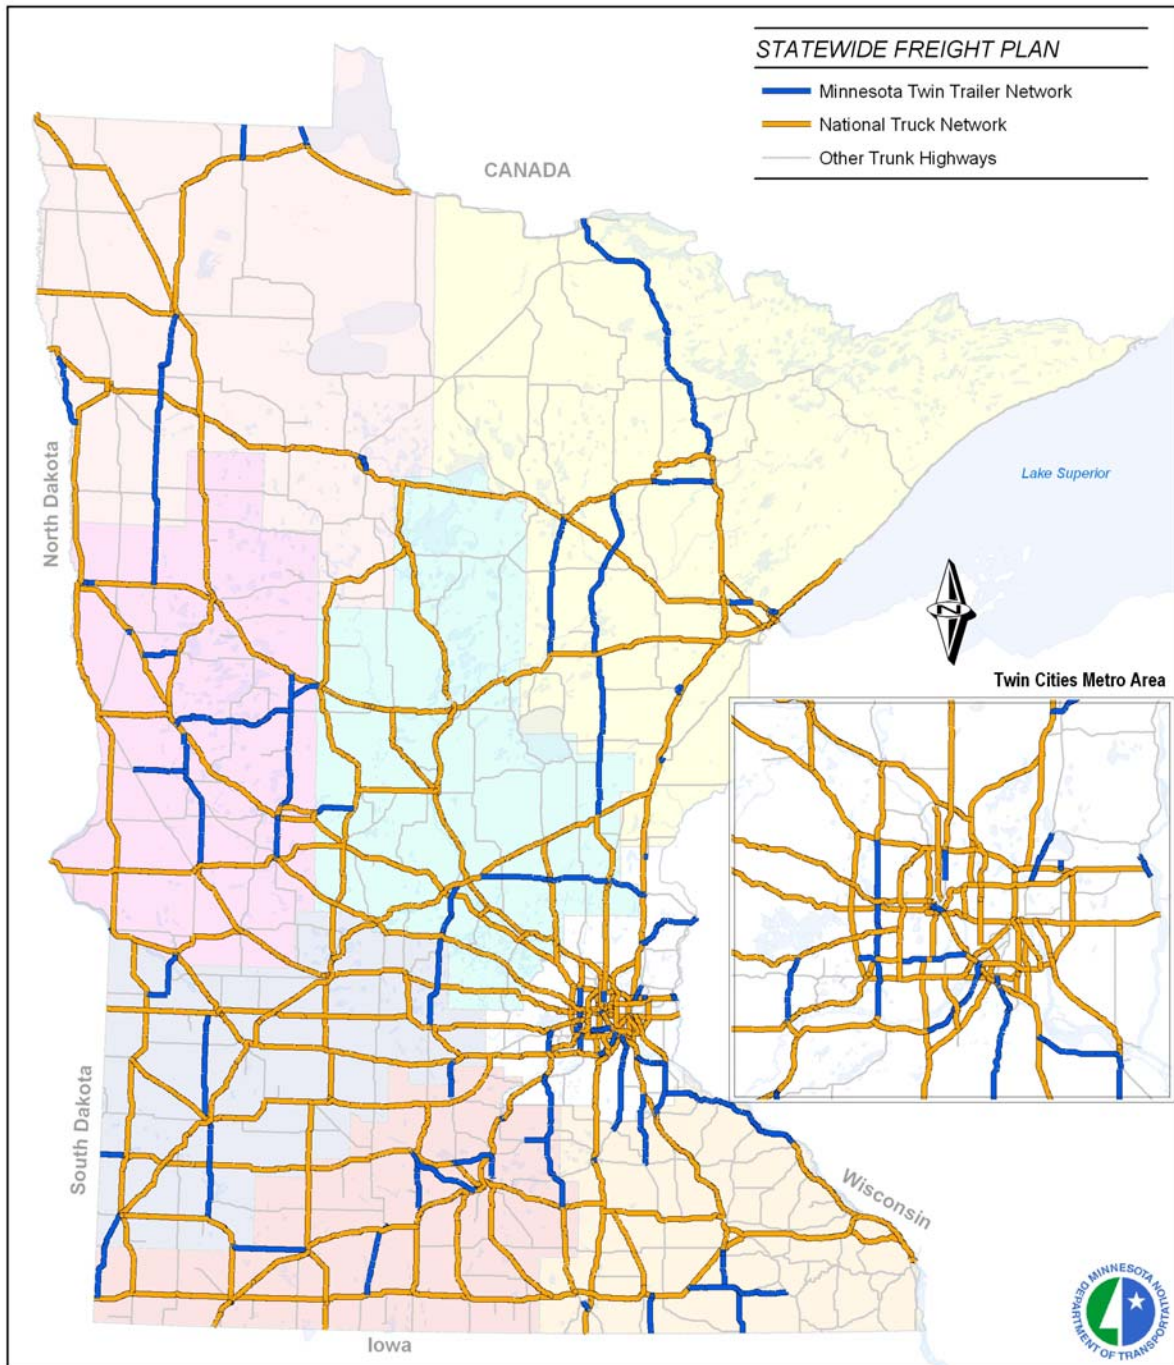 STATEWIDE FREIGHT PLAN
Minnesota Twin Trailer Network
National Truck Network
Other Trunk Highways
CANADA
North Dakota
Lake Superior
N
Twin Cities Metro Area
South Dakota
Wisconsin
Iowa
MINNESOTA DEPARTMENT OF TRANSPORTATION